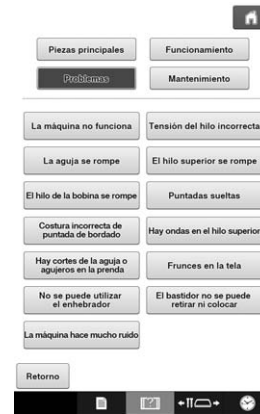 Piezas principales
Funcionamiento
Problemas
Mantenimiento
La máquina no funciona
Tensión del hilo incorrecta
La aguja se rompe
El hilo superior se rompe
El hilo de la bobina se rompe
Puntadas sueltas
Costura incorrecta de
puntada de bordado
Hay ondas en el hilo superior
Hay cortes de la aguja o
agujeros en la prenda
Frunces en la tela
No se puede utilizar
el enhebrador
El bastidor no se puede
retirar ni colocar
La máquina hace mucho ruido
Retorno